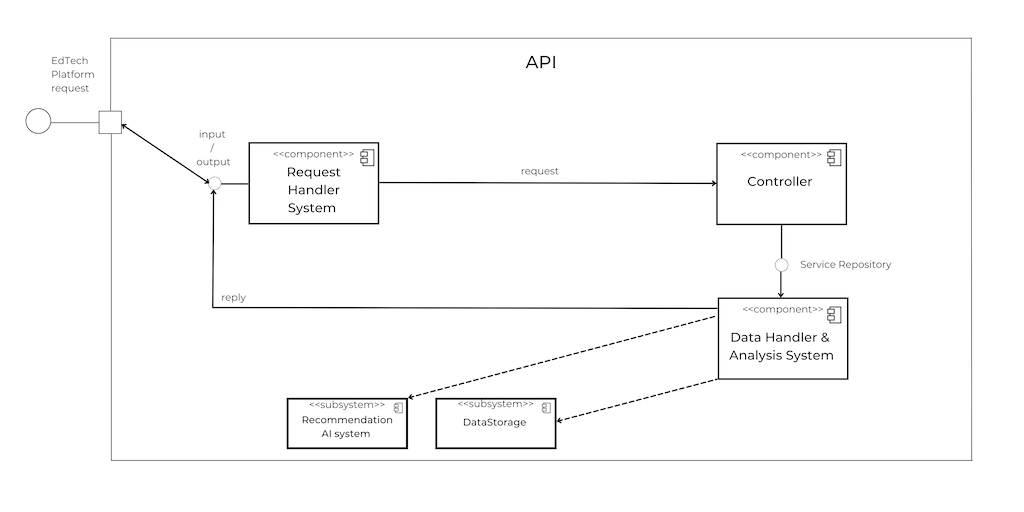 API
EdTech
Platform
request
input
/
output
<<component>>
Request
Handler
System
request
<<component>>
Controller
Service Repository
reply
<<component>>
Data Handler &
Analysis System
<<subsystem>>
Recommendation
AI system
<<subsystem>>
DataStorage